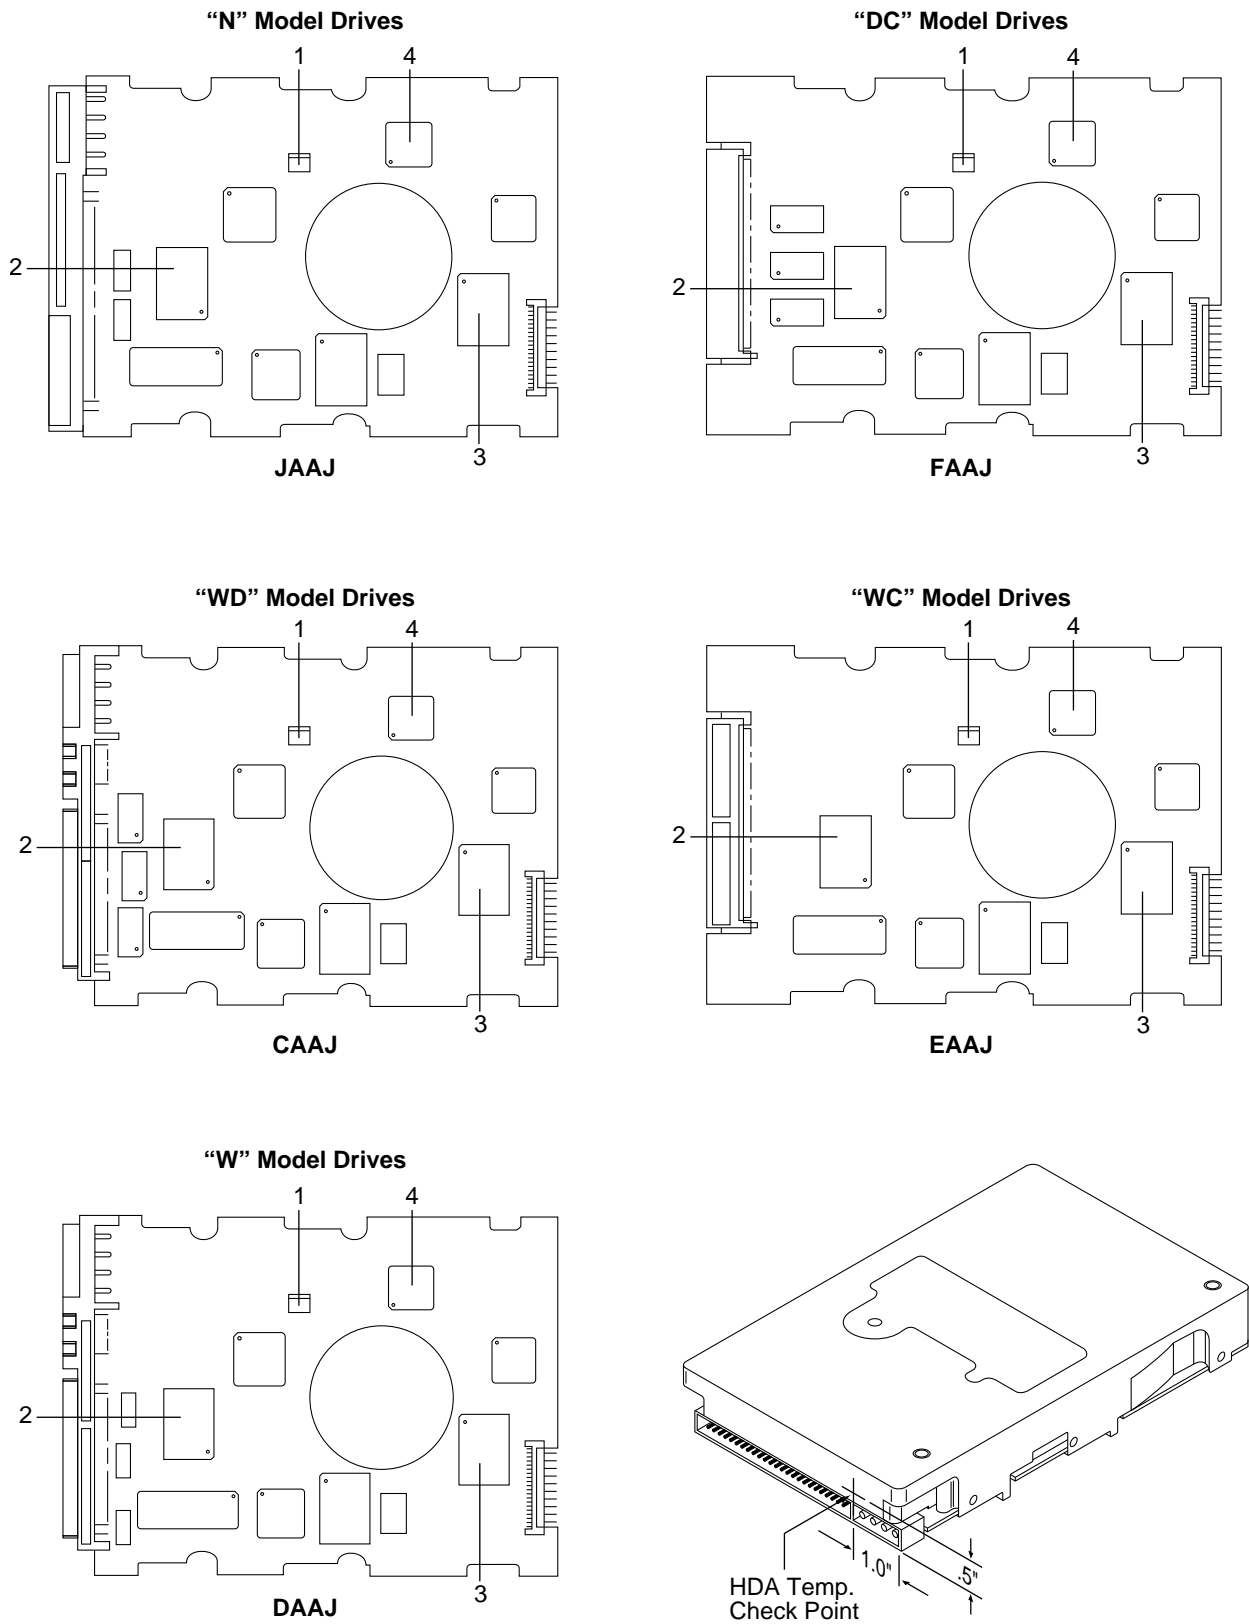 “N” Model Drives
1
4
2
3
JAAJ
“DC” Model Drives
1
4
2
3
FAAJ
“WD” Model Drives
1
4
2
3
CAAJ
“WC” Model Drives
1
4
2
3
EAAJ
“W” Model Drives
1
4
2
3
DAAJ
1.0"
.5"
HDA Temp.
Check Point